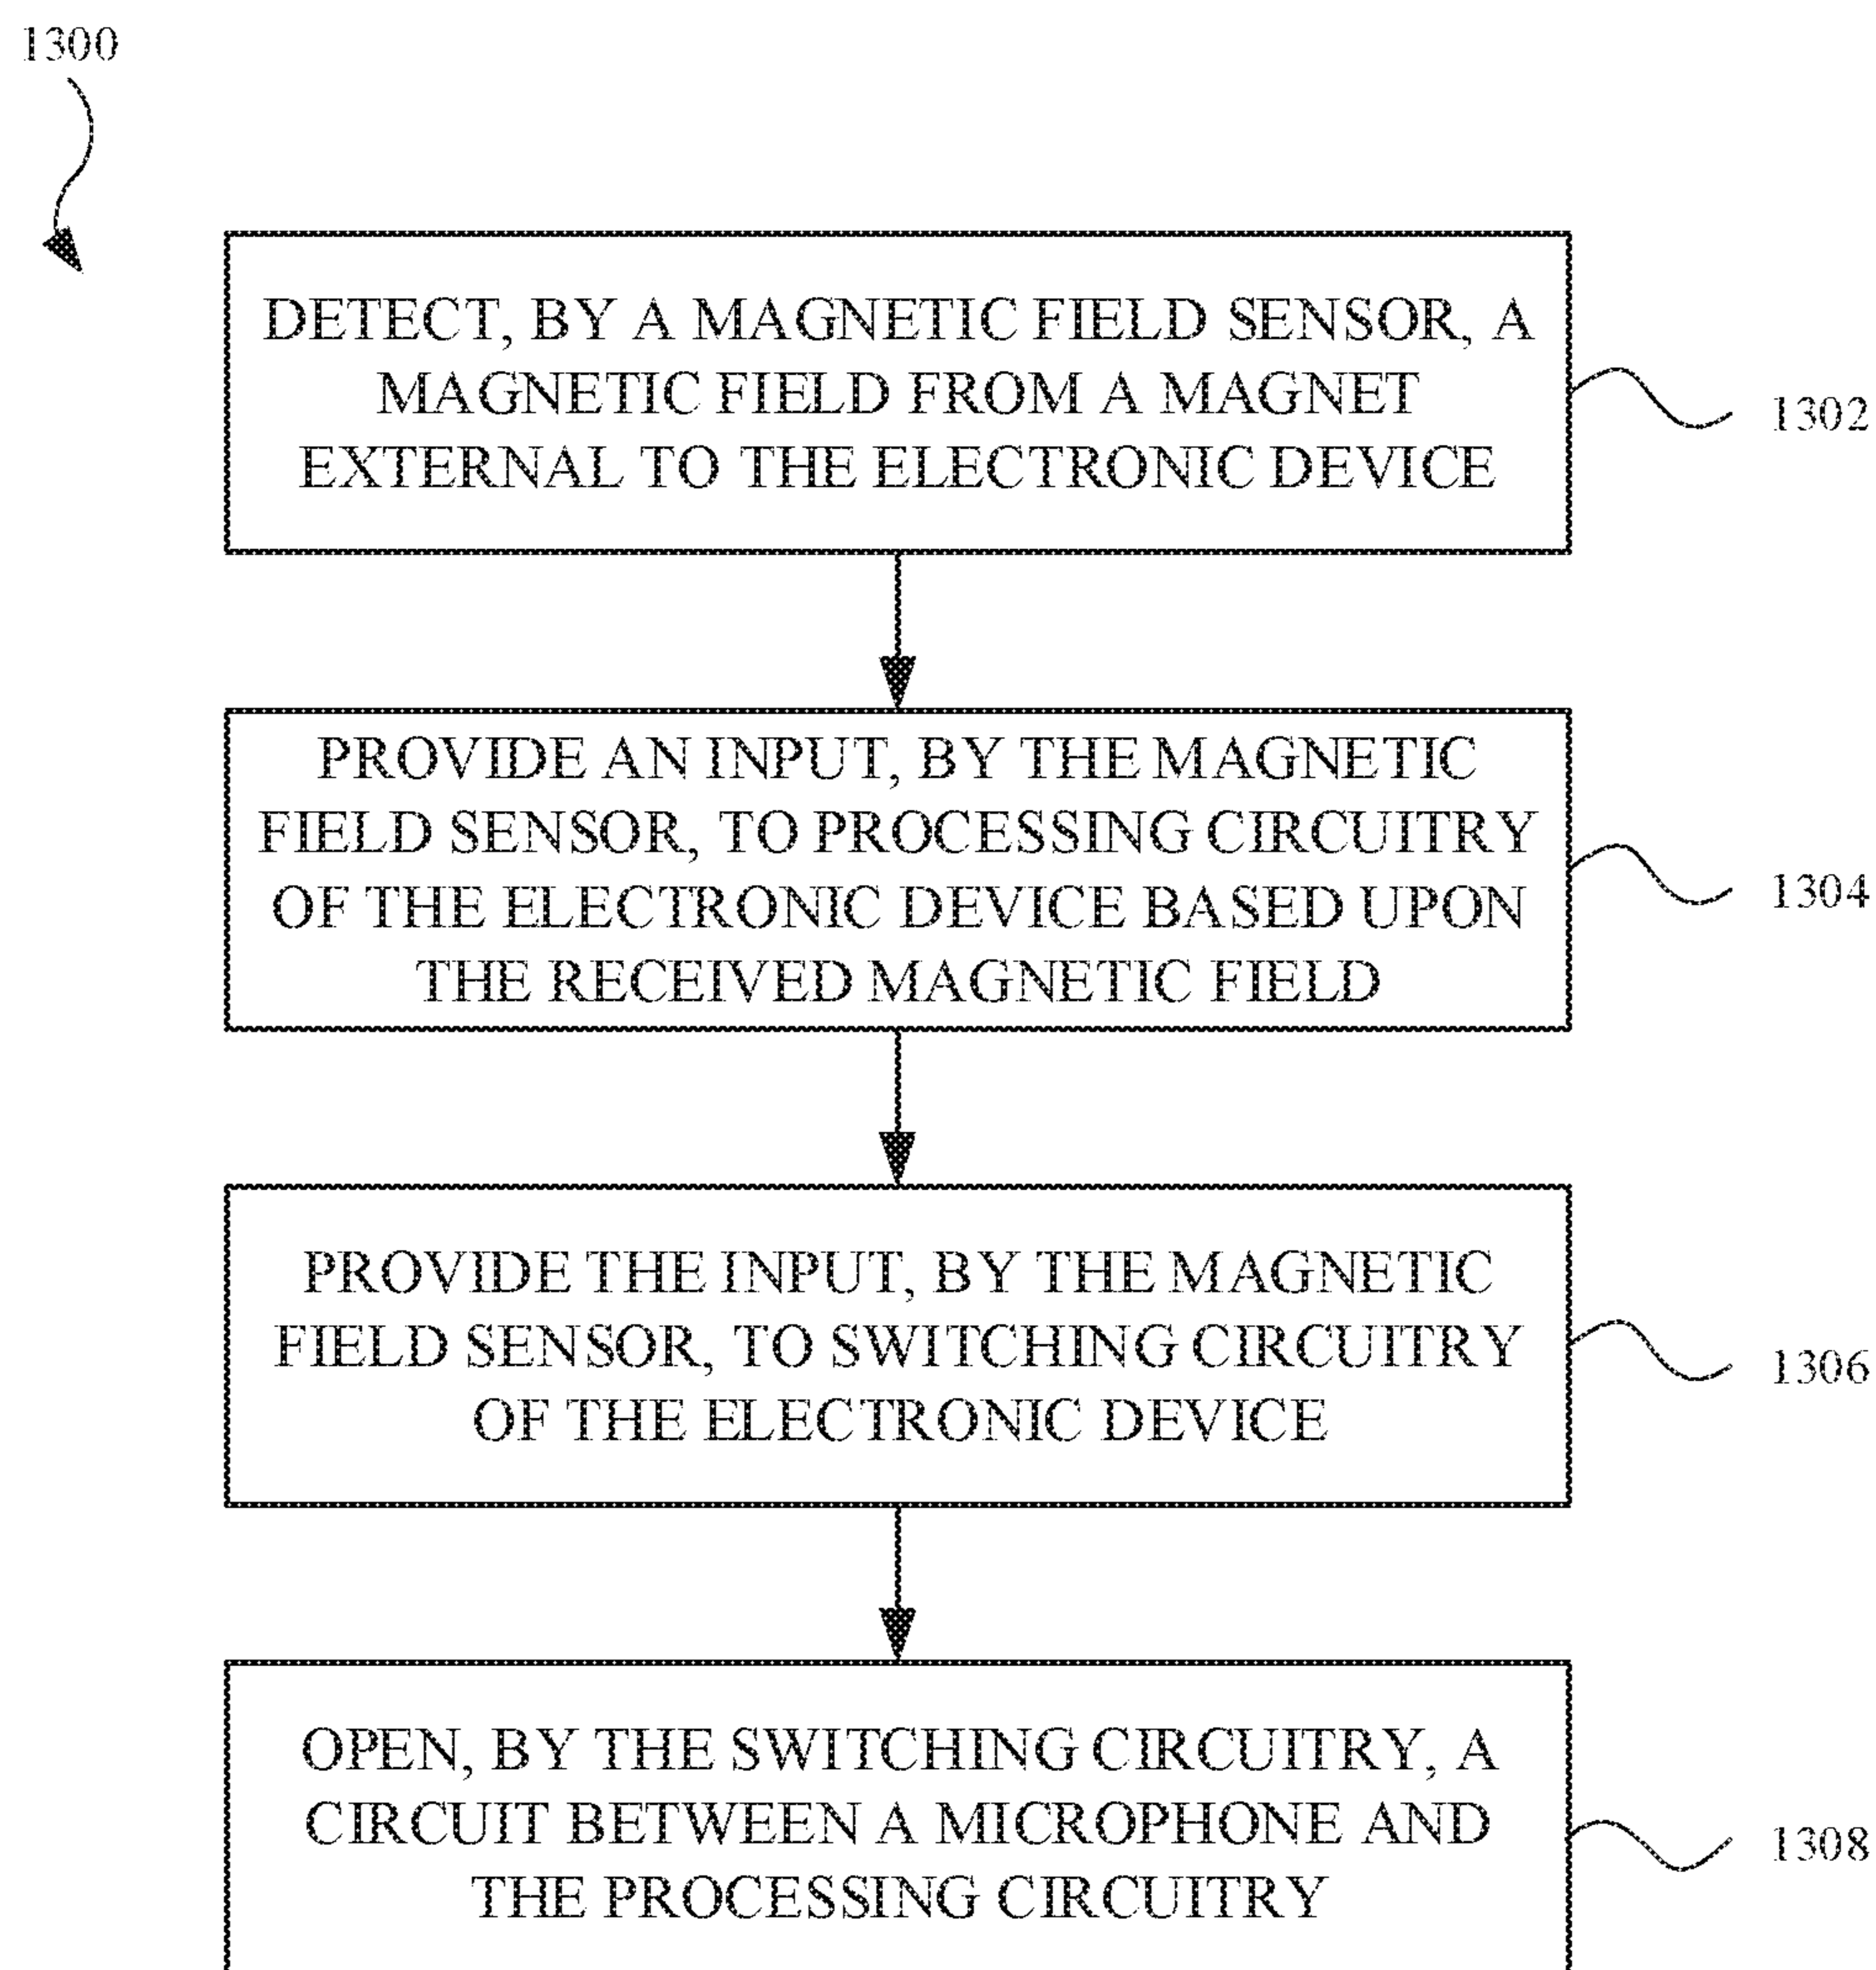 1300
DETECT, BY A MAGNETIC FIELD SENSOR, A
MAGNETIC FIELD FROM A MAGNET
EXTERNAL TO THE ELECTRONIC DEVICE
1302
PROVIDE AN INPUT, BY THE MAGNETIC
FIELD SENSOR, TO PROCESSING CIRCUITRY
OF THE ELECTRONIC DEVICE BASED UPON
THE RECEIVED MAGNETIC FIELD
1304
PROVIDE THE INPUT, BY THE MAGNETIC
FIELD SENSOR, TO SWITCHING CIRCUITRY
OF THE ELECTRONIC DEVICE
1306
OPEN, BY THE SWITCHING CIRCUITRY, A
CIRCUIT BETWEEN A MICROPHONE AND
THE PROCESSING CIRCUITRY
1308